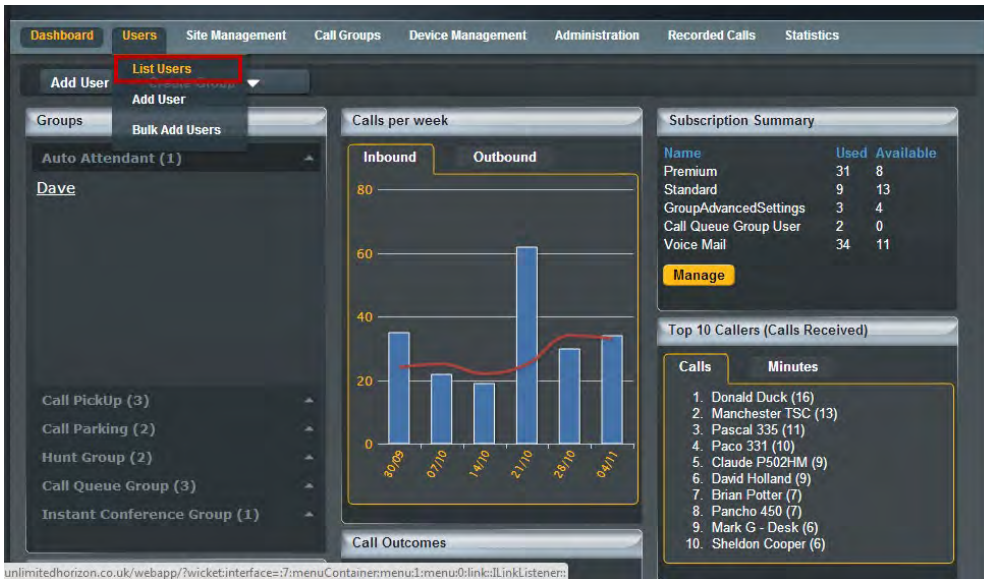 Dashboard Users Site Management Call Groups Device Management Administration Recorded Calls Statistics
List Users
Add User
Add User
Bulk Add Users
Groups
Auto Attendant (1)
Dave
Call PickUp (3)
Call Parking (2)
Hunt Group (2)
Call Queue Group (3)
Instant Conference Group (1)
Calls per week
Inbound Outbound
80
60
40
20
0
30/09 07/10 14/10 21/10 28/10 04/11
Call Outcomes
Subscription Summary
Name Used Available
Premium 31 8
Standard 9 13
GroupAdvancedSettings 3 4
Call Queue Group User 2 0
Voice Mail 34 11
Manage
Top 10 Callers (Calls Received)
Calls Minutes
1. Donald Duck (16)
2. Manchester TSC (13)
3. Pascal 335 (11)
4. Paco 331 (10)
5. Claude P502HM (9)
6. David Holland (9)
7. Brian Potter (7)
8. Pancho 450 (7)
9. Mark G - Desk (6)
10. Sheldon Cooper (6)
unlimitedhorizon.co.uk/webapp/?wicket:interface=:7:menuContainer:menu:1:menu:0:link::ILinkListener::